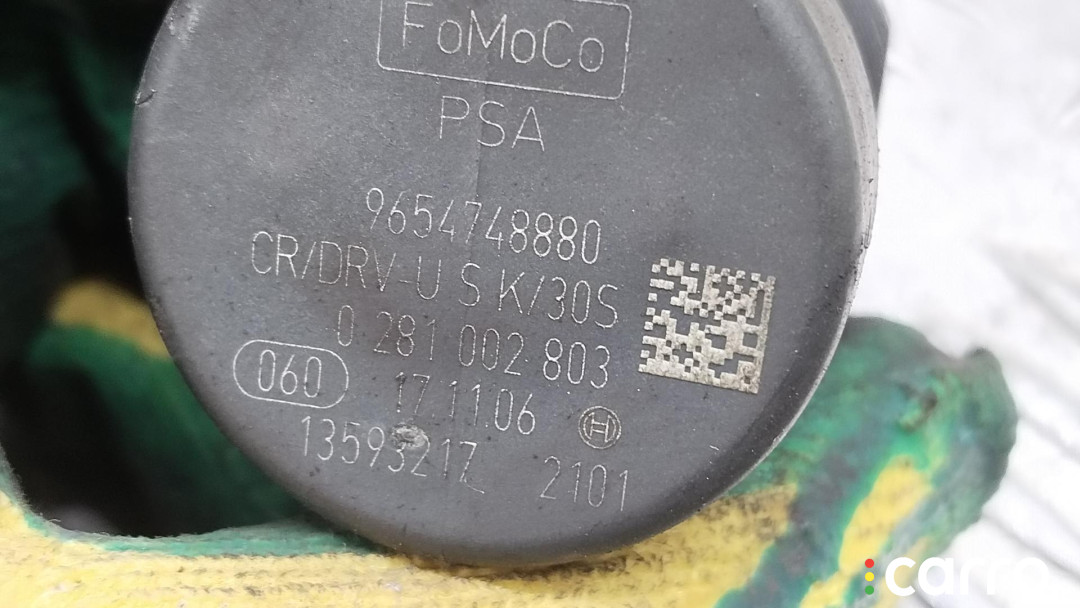 FoMoCo
PSA
9654748880
CR/DRV-U S K/30S
0 281 002 803
060 17.11.06
13593217 2101
carro